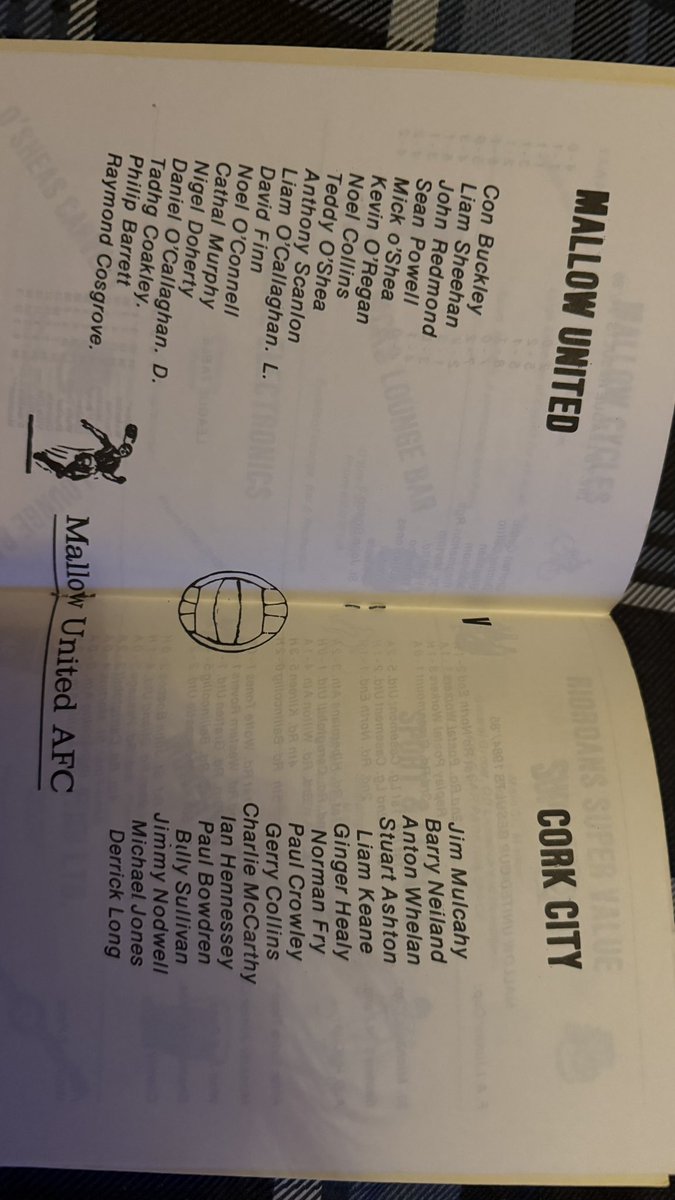 MALLOW UNITED
Con Buckley
Liam Sheehan
John Redmond
Sean Powell
Mick o'Shea
Kevin O'Regan
Noel Collins
Teddy O'Shea
Anthony Scanlon
Liam O'Callaghan. L.
David Finn
Noel O'Connell
Cathal Murphy
Nigel Doherty
Daniel O'Callaghan. D.
Tadhg Coakley.
Philip Barrett
Raymond Cosgrove.
V
CORK CITY
Jim Mulcahy
Barry Neiland
Anton Whelan
Stuart Ashton
Liam Keane
Ginger Healy
Norman Fry
Paul Crowley
Gerry Collins
Charlie McCarthy
Ian Hennessey
Paul Bowdren
Billy Sullivan
Jimmy Nodwell
Michael Jones
Derrick Long
Mallow United AFC